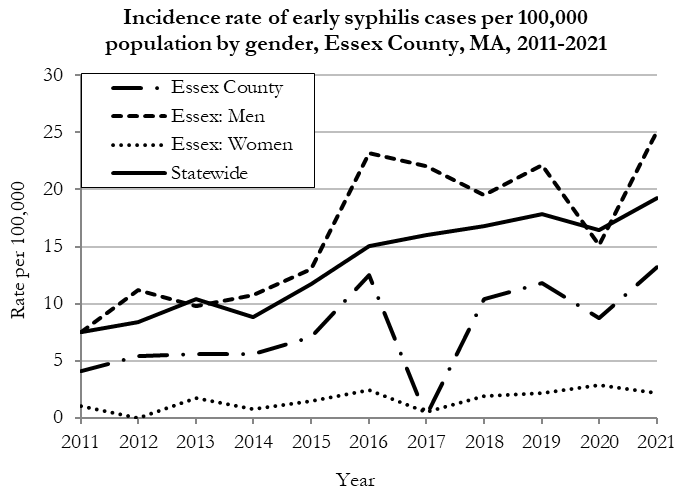 Incidence rate of early syphilis cases per 100,000
population by gender, Essex County, MA, 2011-2021
30
25
20
15
10
5
0
Rate per 100,000
Essex County
Essex: Men
Essex: Women
Statewide
2011 2012 2013 2014 2015 2016 2017 2018 2019 2020 2021
Year